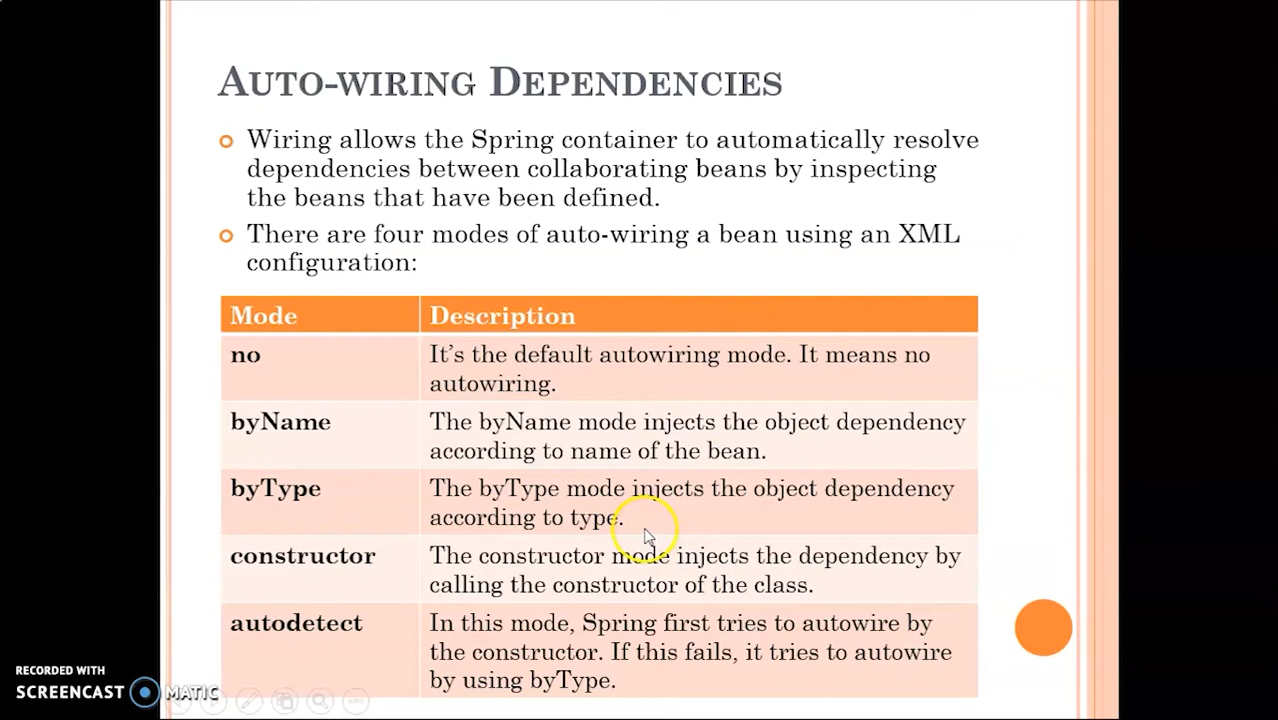 AUTO-WIRING DEPENDENCIES
Wiring allows the Spring container to automatically resolve
dependencies between collaborating beans by inspecting
the beans that have been defined.
There are four modes of auto-wiring a bean using an XML
configuration:
Mode Description
no It's the default autowiring mode. It means no
autowiring.
byName The byName mode injects the object dependency
according to name of the bean.
byType The byType mode injects the object dependency
according to type.
constructor The constructor mode injects the dependency by
calling the constructor of the class.
autodetect In this mode, Spring first tries to autowire by
the constructor. If this fails, it tries to autowire
by using byType.
RECORDED WITH
SCREENCAST MATIC